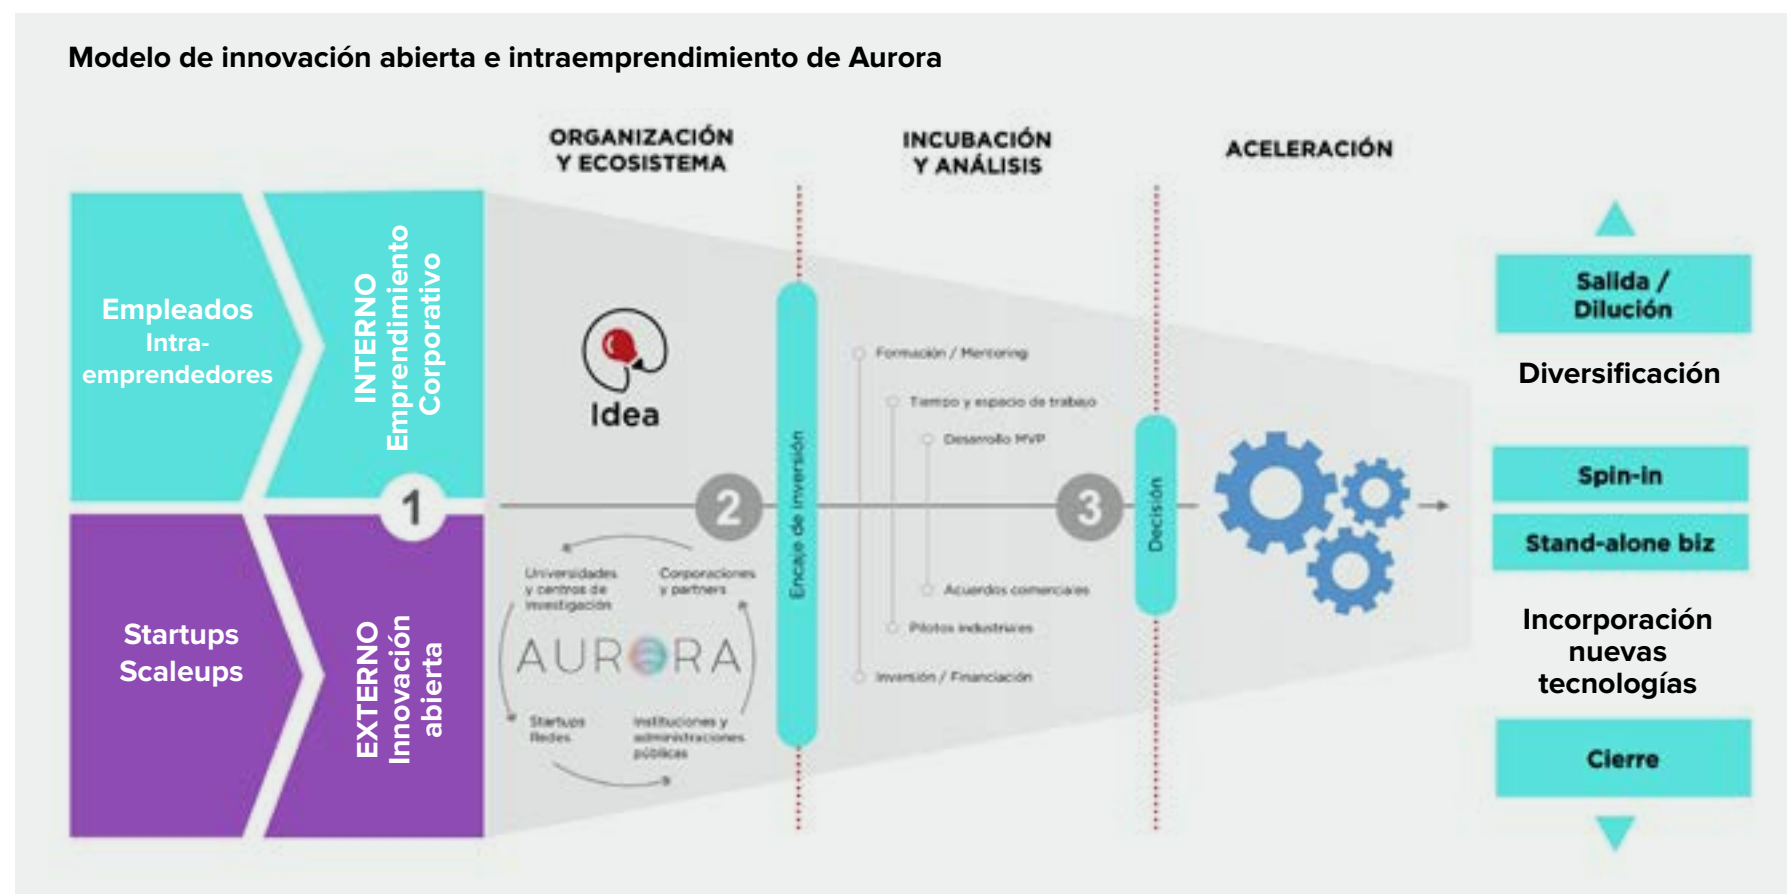 Modelo de innovación abierta e intraemprendimiento de Aurora
ORGANIZACIÓN
Y ECOSISTEMA
INCUBACIÓN
Y ANÁLISIS
ACELERACIÓN
Empleados
Intra-
emprendedores
INTERNO
Emprendimiento
Corporativo
1
Startups
Scaleups
EXTERNO
Innovación
abierta
Idea
2
Universidades
y centros de
investigación
Corporaciones
y partners
AURORA
Startups
Redes
Instituciones y
administraciones
públicas
Encaje de inversión
Formación / Mentoring
Tiempo y espacio de trabajo
Desarrollo MVP
3
Acuerdos comerciales
Pilotos industriales
Inversión / Financiación
Decisión
Salida /
Dilución
Diversificación
Spin-in
Stand-alone biz
Incorporación
nuevas
tecnologías
Cierre